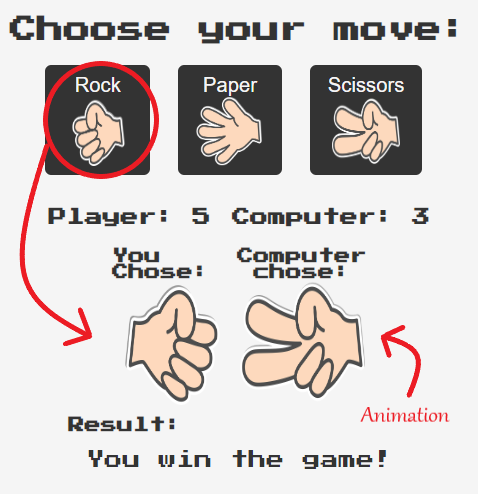 Choose your move:
Rock Paper Scissors
Player: 5 Computer: 3
You Chose: Computer chose:
Animation
Result:
You win the game!